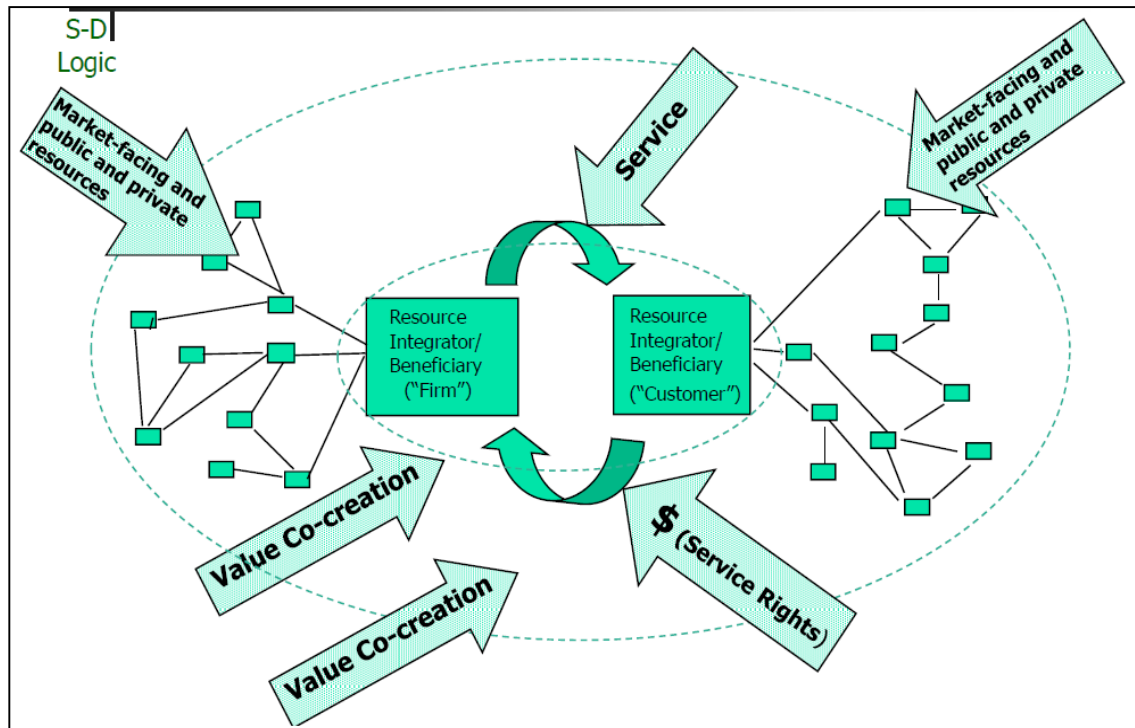 S-D
Logic
Market-facing and
public and private
resources
Service
Market-facing and
public and private
resources
Resource
Integrator/
Beneficiary
(“Firm”)
Resource
Integrator/
Beneficiary
(“Customer”)
Value Co-creation
$ (Service Rights)
Value Co-creation